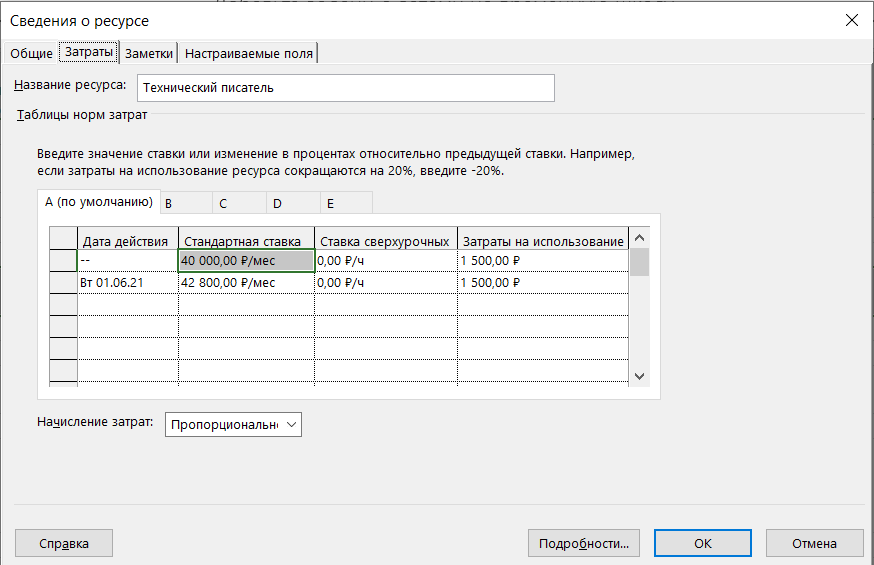 Сведения о ресурсе
Общие Затраты Заметки Настраиваемые поля
Название ресурса: Технический писатель
Таблицы норм затрат
Введите значение ставки или изменение в процентах относительно предыдущей ставки. Например,
если затраты на использование ресурса сокращаются на 20%, введите -20%.
A (по умолчанию) B C D E
Дата действия Стандартная ставка Ставка сверхурочных Затраты на использование
-- 40 000,00 ₽/мес 0,00 ₽/ч 1 500,00 ₽
Вт 01.06.21 42 800,00 ₽/мес 0,00 ₽/ч 1 500,00 ₽
Начисление затрат: Пропорциональн
Справка Подробности... ОК Отмена